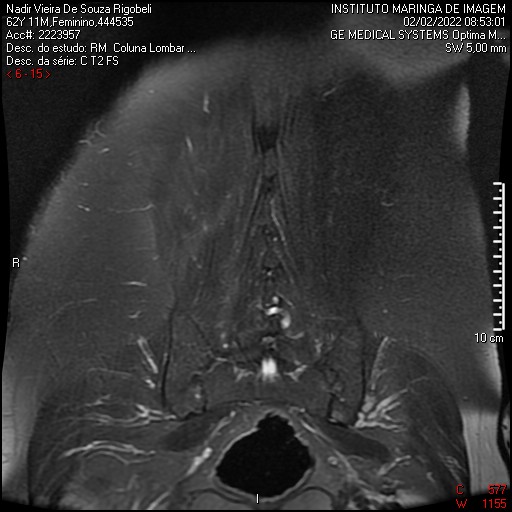 Nadir Vieira De Souza Rigobeli
62Y 11M,Feminino,444535
Acc#: 2223957
Desc. do estudo: RM Coluna Lombar ...
Desc. da série: C T2 FS
< 6 - 15 >
INSTITUTO MARINGA DE IMAGEM
02/02/2022 08:53:01
GE MEDICAL SYSTEMS Optima M...
SW 5,00 mm
R
10 cm
I
C 577
W 1155